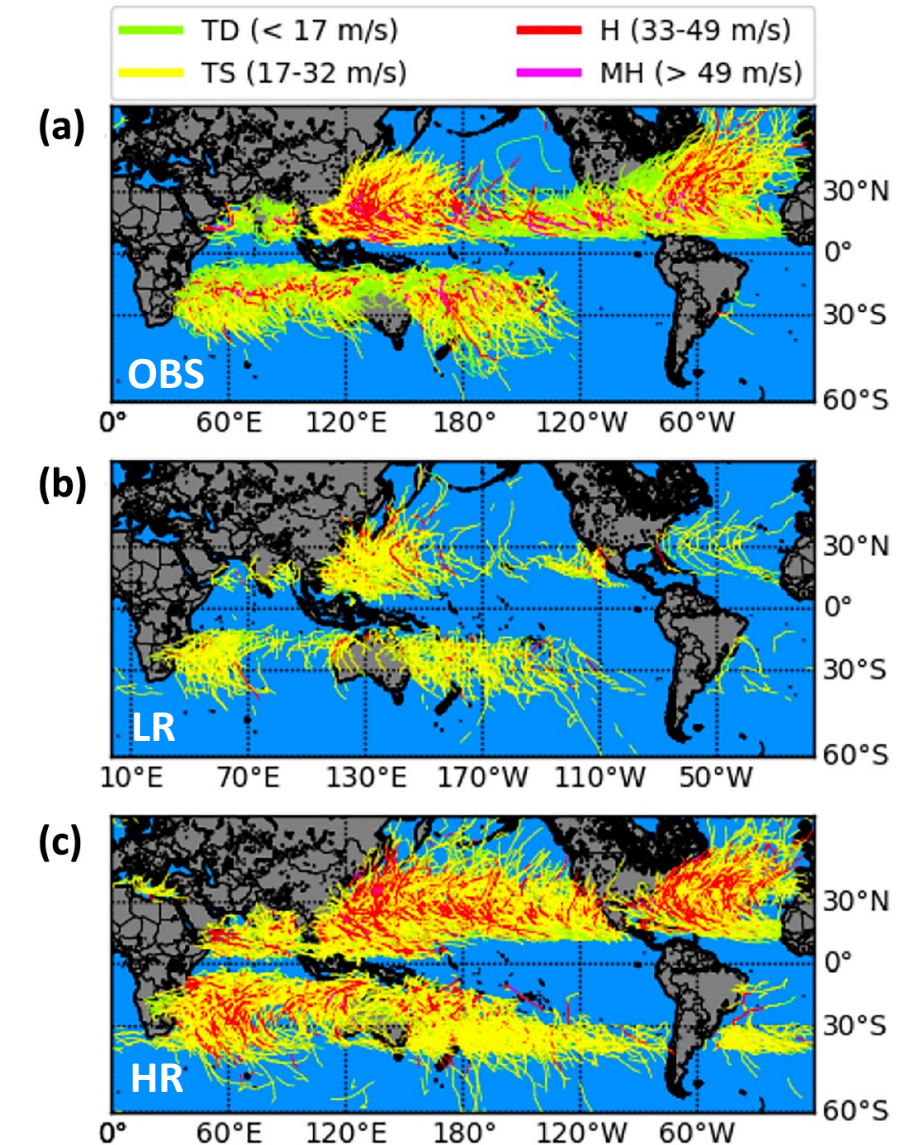 TD (< 17 m/s) H (33-49 m/s)
TS (17-32 m/s) MH (> 49 m/s)
(a)
30°N
0°
30°S
OBS
60°S
0° 60°E 120°E 180° 120°W 60°W
(b)
30°N
0°
30°S
LR
60°S
10°E 70°E 130°E 170°W 110°W 50°W
(c)
30°N
0°
30°S
HR
60°S
0° 60°E 120°E 180° 120°W 60°W